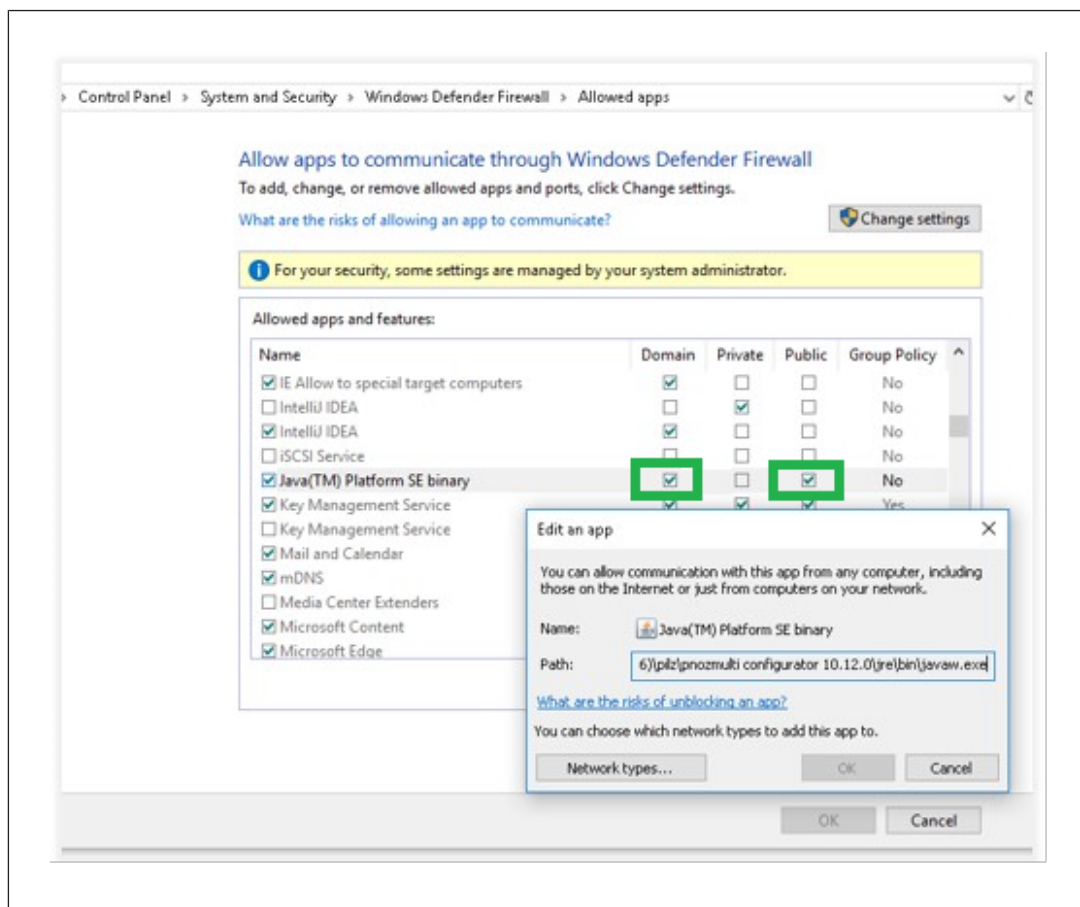 Control Panel > System and Security > Windows Defender Firewall > Allowed apps
Allow apps to communicate through Windows Defender Firewall
To add, change, or remove allowed apps and ports, click Change settings.
What are the risks of allowing an app to communicate?
Change settings
For your security, some settings are managed by your system administrator.
Allowed apps and features:
Name Domain Private Public Group Policy
IE Allow to special target computers No
IntelliJ IDEA No
IntelliJ IDEA No
iSCSI Service No
Java(TM) Platform SE binary No
Key Management Service Yes
Key Management Service
Mail and Calendar
mDNS
Media Center Extenders
Microsoft Content
Microsoft Edge
Edit an app
You can allow communication with this app from any computer, including
those on the Internet or just from computers on your network.
Name: Java(TM) Platform SE binary
Path: 6)\pilz\pnozmulti configurator 10.12.0\jre\bin\javaw.exe
What are the risks of unblocking an app?
You can choose which network types to add this app to.
Network types... OK Cancel
OK Cancel